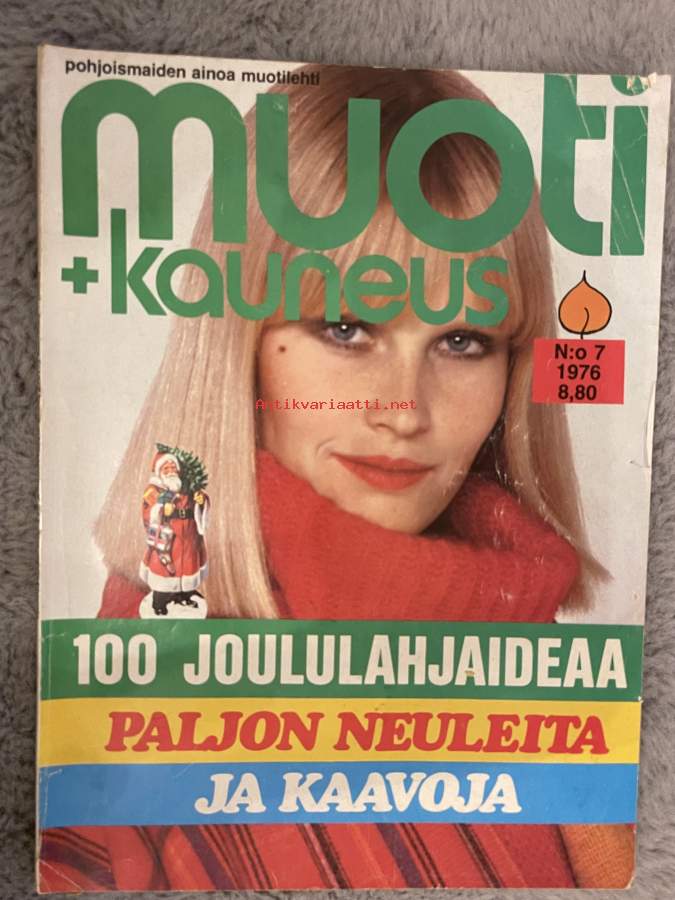 pohjoismaiden ainoa muotilehti
muoti
+kauneus
N:o 7
1976
8,80
Antikvariaatti.net
100 JOULULAHJAIDEAA
PALJON NEULEITA
JA KAAVOJA